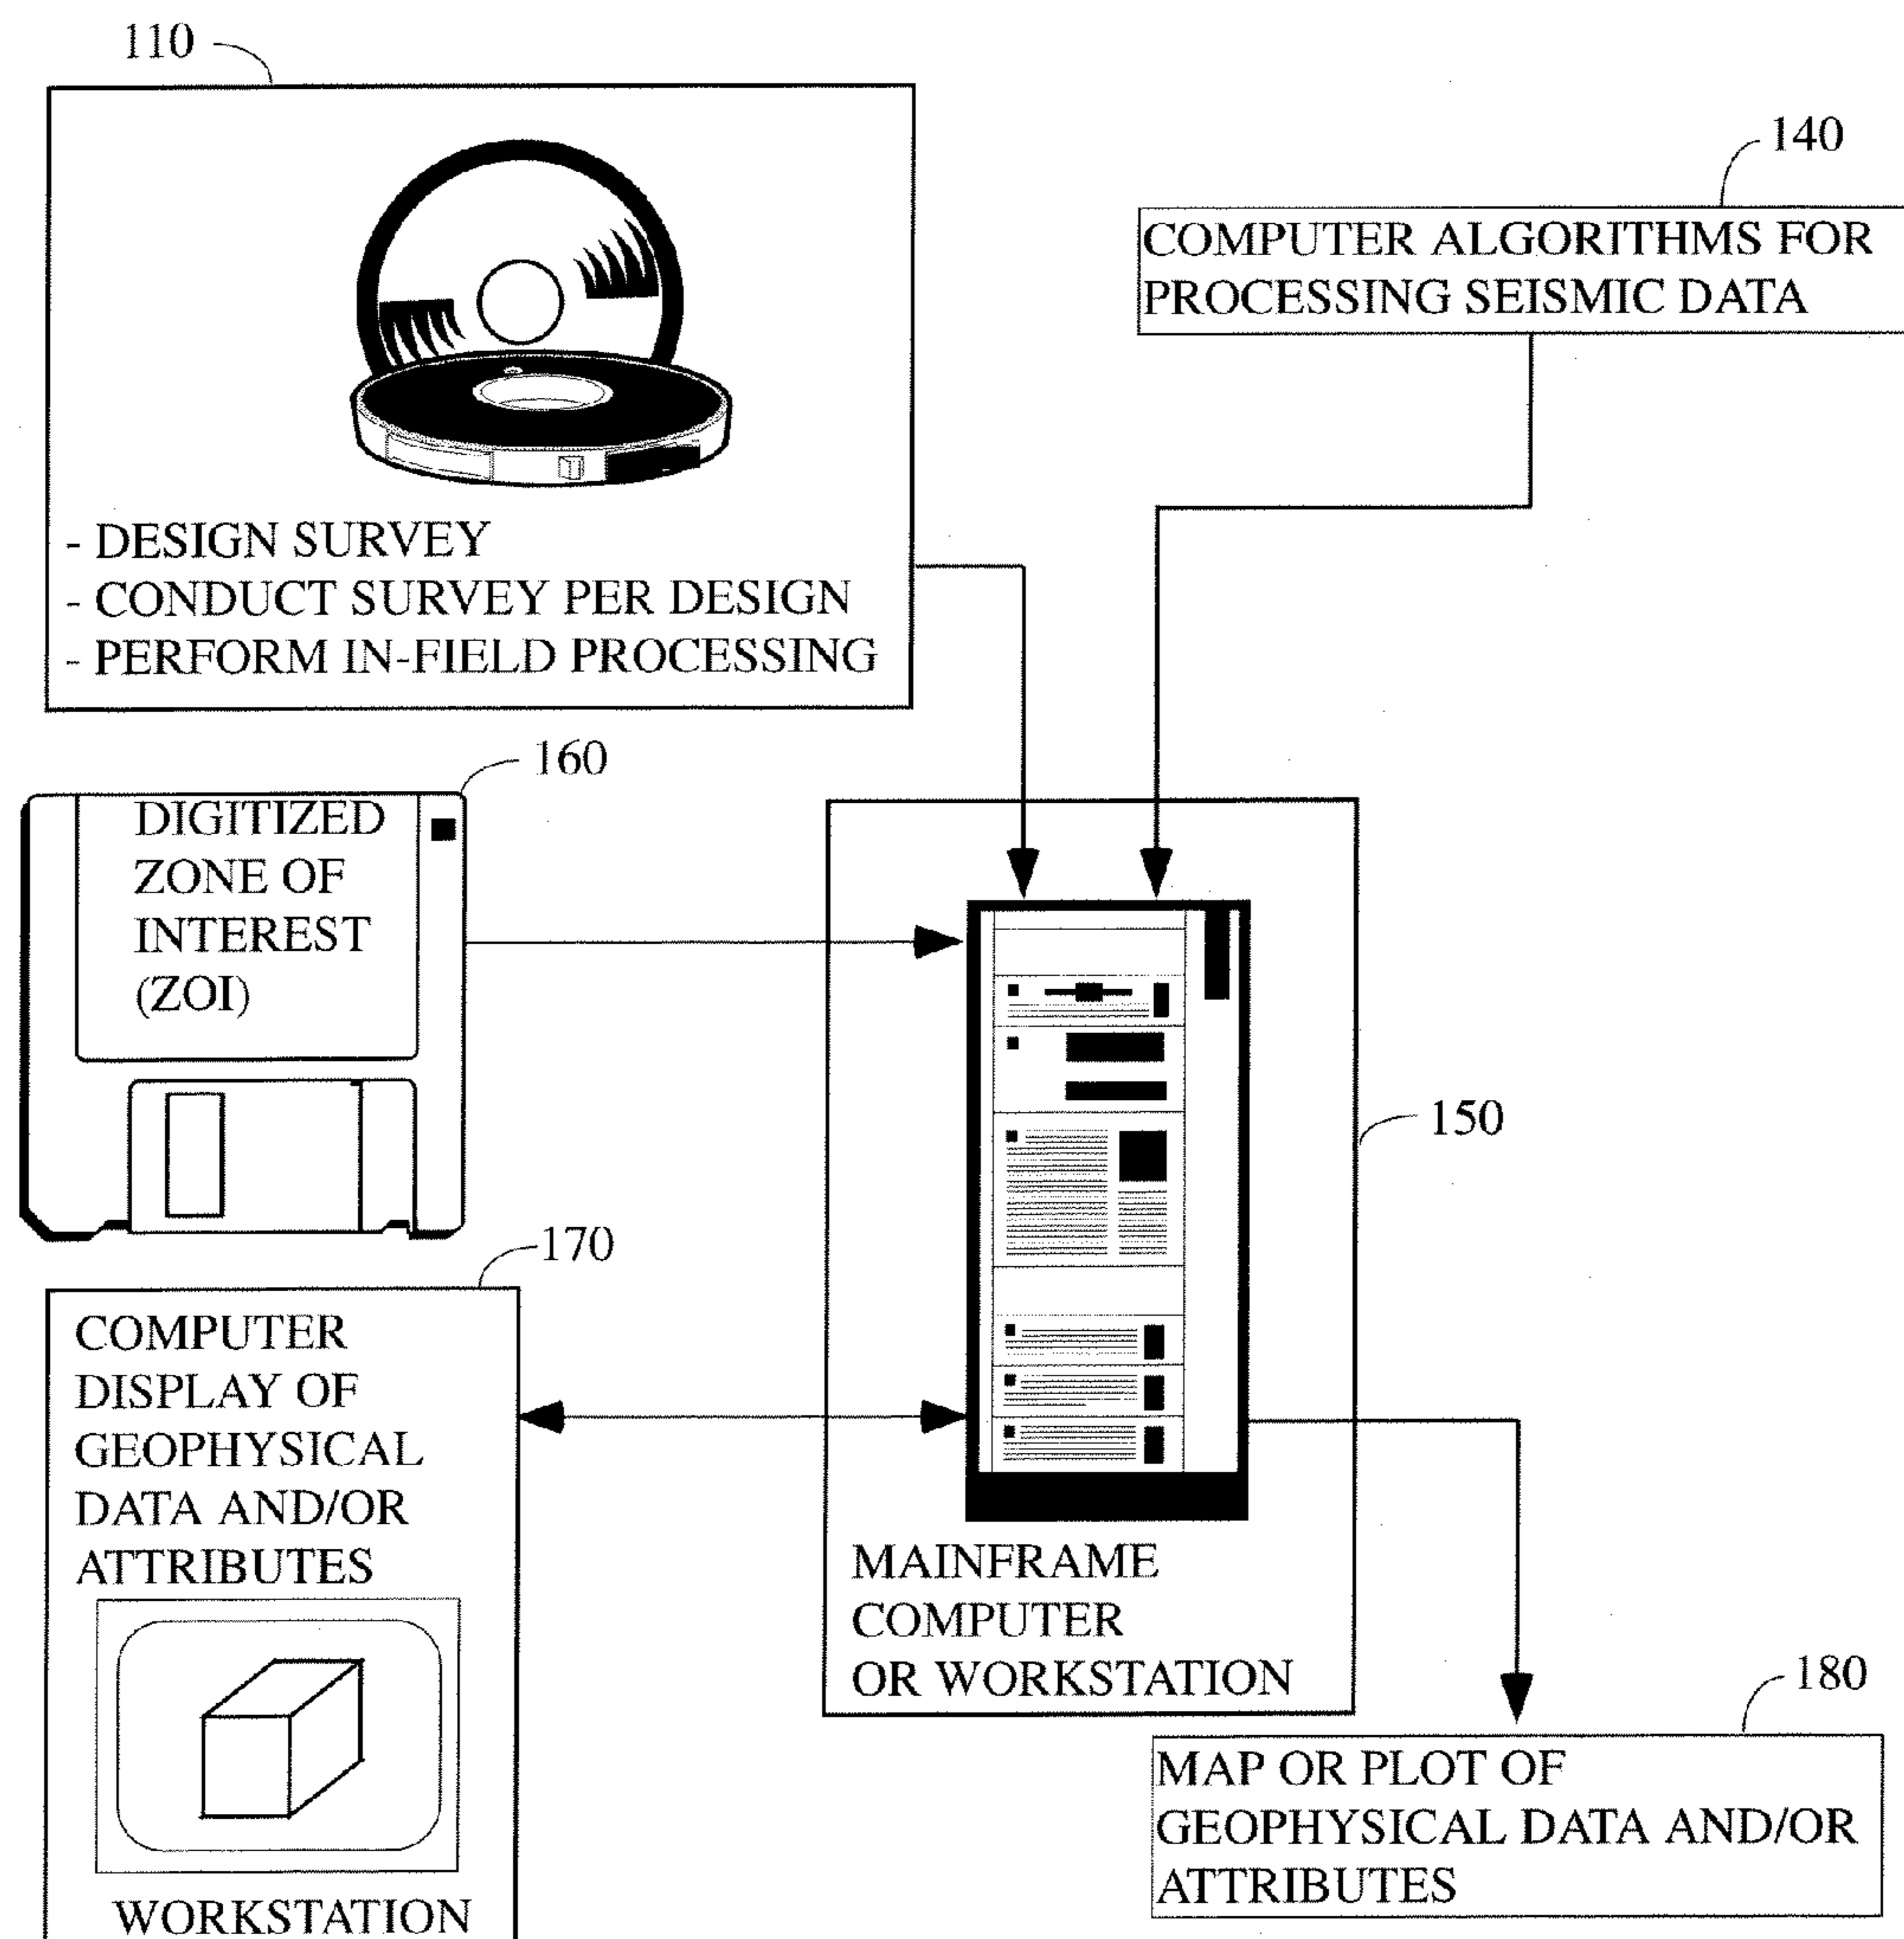 110
- DESIGN SURVEY
- CONDUCT SURVEY PER DESIGN
- PERFORM IN-FIELD PROCESSING
140
COMPUTER ALGORITHMS FOR
PROCESSING SEISMIC DATA
160
DIGITIZED
ZONE OF
INTEREST
(ZOI)
150
MAINFRAME
COMPUTER
OR WORKSTATION
170
COMPUTER
DISPLAY OF
GEOPHYSICAL
DATA AND/OR
ATTRIBUTES
WORKSTATION
180
MAP OR PLOT OF
GEOPHYSICAL DATA AND/OR
ATTRIBUTES